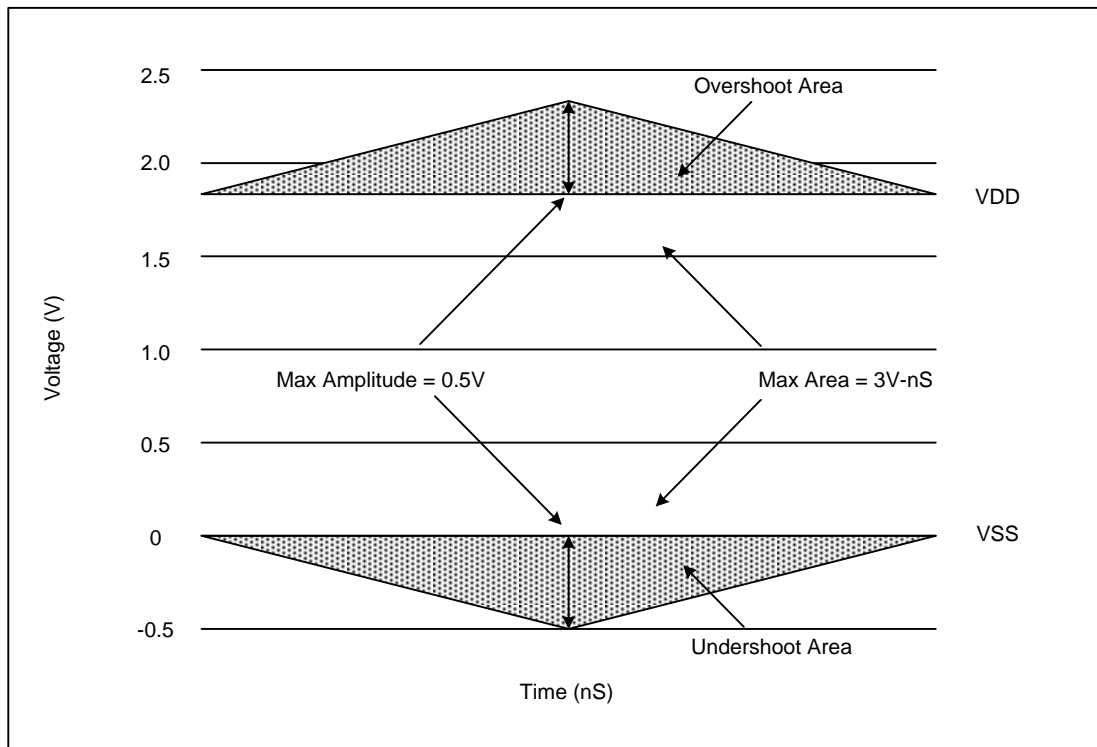 2.5
Overshoot Area
2.0
VDD
1.5
Voltage (V)
1.0
Max Amplitude = 0.5V
Max Area = 3V-nS
0.5
0
VSS
-0.5
Undershoot Area
Time (nS)